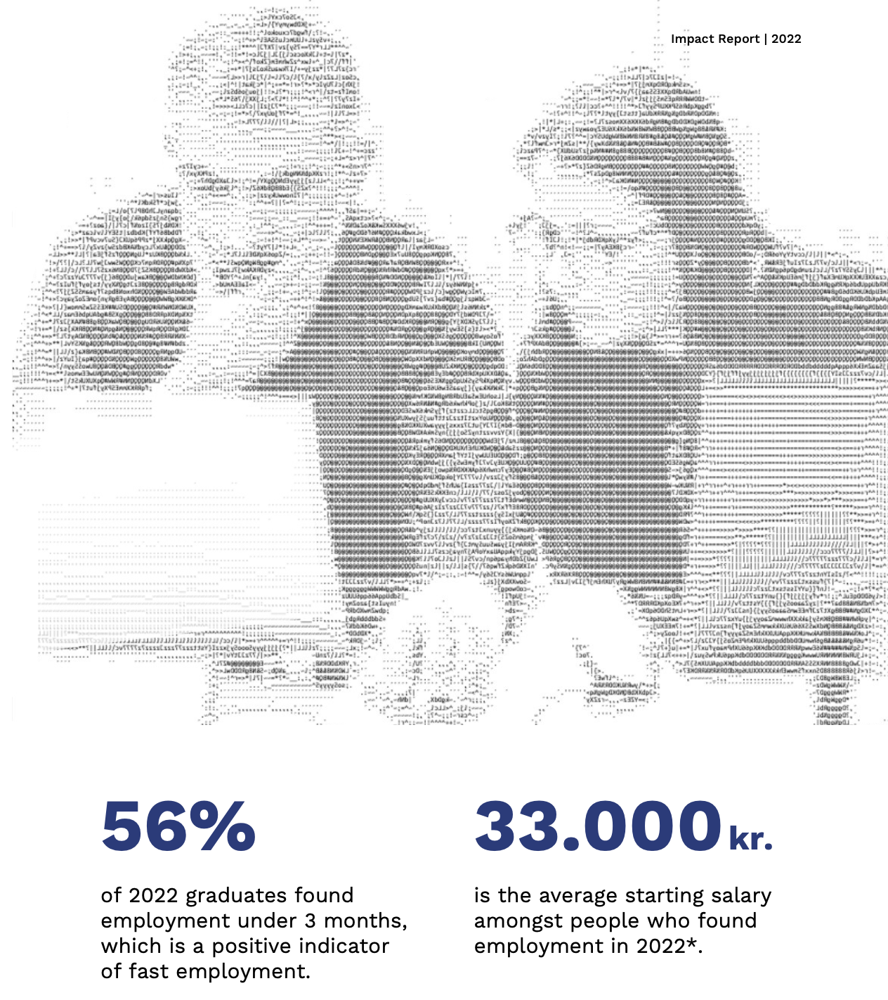 Impact Report | 2022
56%
33.000 kr.
of 2022 graduates found
employment under 3 months,
which is a positive indicator
of fast employment.
is the average starting salary
amongst people who found
employment in 2022*.